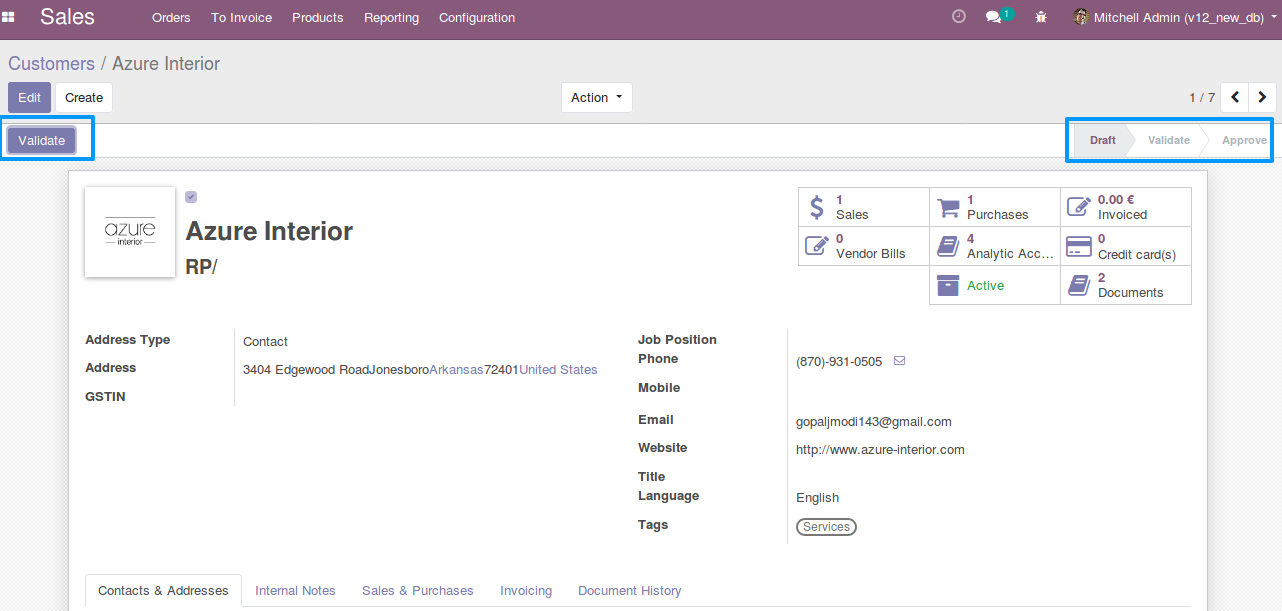 Sales Orders To Invoice Products Reporting Configuration 1 Mitchell Admin (v12_new_db)
Customers / Azure Interior
Edit Create Action 1 / 7
Validate Draft Validate Approve
azure
interior
Azure Interior
RP/
1 Sales
1 Purchases
0.00 € Invoiced
0 Vendor Bills
4 Analytic Acc...
0 Credit card(s)
Active
2 Documents
Address Type Contact
Address 3404 Edgewood RoadJonesboroArkansas72401United States
GSTIN
Job Position
Phone (870)-931-0505
Mobile
Email gopaljmodi143@gmail.com
Website http://www.azure-interior.com
Title
Language English
Tags Services
Contacts & Addresses Internal Notes Sales & Purchases Invoicing Document History